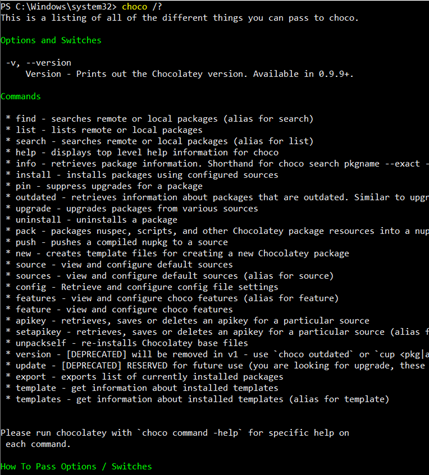 PS C:\Windows\system32> choco /?
This is a listing of all of the different things you can pass to choco.
Options and Switches
-v, --version
Version - Prints out the Chocolatey version. Available in 0.9.9+.
Commands
* find - searches remote or local packages (alias for search)
* list - lists remote or local packages
* search - searches remote or local packages (alias for list)
* help - displays top level help information for choco
* info - retrieves package information. Shorthand for choco search pkgname --exact -
* install - installs packages using configured sources
* pin - suppress upgrades for a package
* outdated - retrieves information about packages that are outdated. Similar to upgr
* upgrade - upgrades packages from various sources
* uninstall - uninstalls a package
* pack - packages nuspec, scripts, and other Chocolatey package resources into a nup
* push - pushes a compiled nupkg to a source
* new - creates template files for creating a new Chocolatey package
* source - view and configure default sources
* sources - view and configure default sources (alias for source)
* config - Retrieve and configure config file settings
* features - view and configure choco features (alias for feature)
* feature - view and configure choco features
* apikey - retrieves, saves or deletes an apikey for a particular source
* setapikey - retrieves, saves or deletes an apikey for a particular source (alias f
* unpackself - re-installs Chocolatey base files
* version - [DEPRECATED] will be removed in v1 - use `choco outdated` or `cup <pkg|a
* update - [DEPRECATED] RESERVED for future use (you are looking for upgrade, these
* export - exports list of currently installed packages
* template - get information about installed templates
* templates - get information about installed templates (alias for template)
Please run chocolatey with `choco command -help` for specific help on
each command.
How To Pass Options / Switches